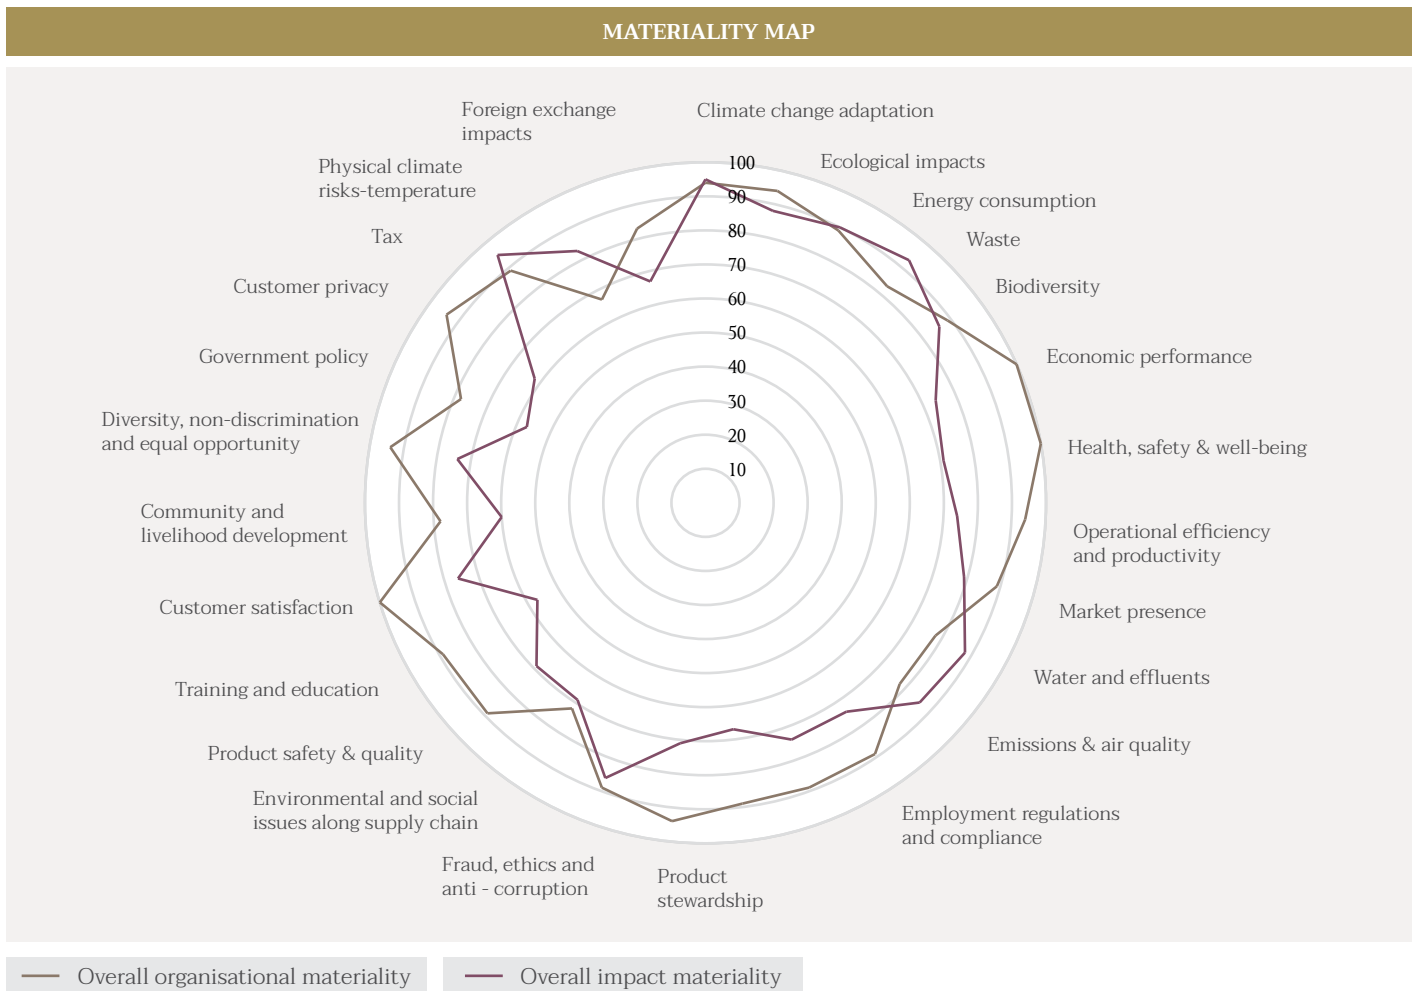 MATERIALITY MAP
Foreign exchange
impacts
Climate change adaptation
Physical climate
risks-temperature
Ecological impacts
Energy consumption
Tax
Waste
Customer privacy
Biodiversity
Government policy
Economic performance
Diversity, non-discrimination
and equal opportunity
Health, safety & well-being
Community and
livelihood development
Operational efficiency
and productivity
Customer satisfaction
Market presence
Training and education
Water and effluents
Product safety & quality
Emissions & air quality
Environmental and social
issues along supply chain
Employment regulations
and compliance
Fraud, ethics and
anti - corruption
Product
stewardship
100
90
80
70
60
50
40
30
20
10
Overall organisational materiality
Overall impact materiality